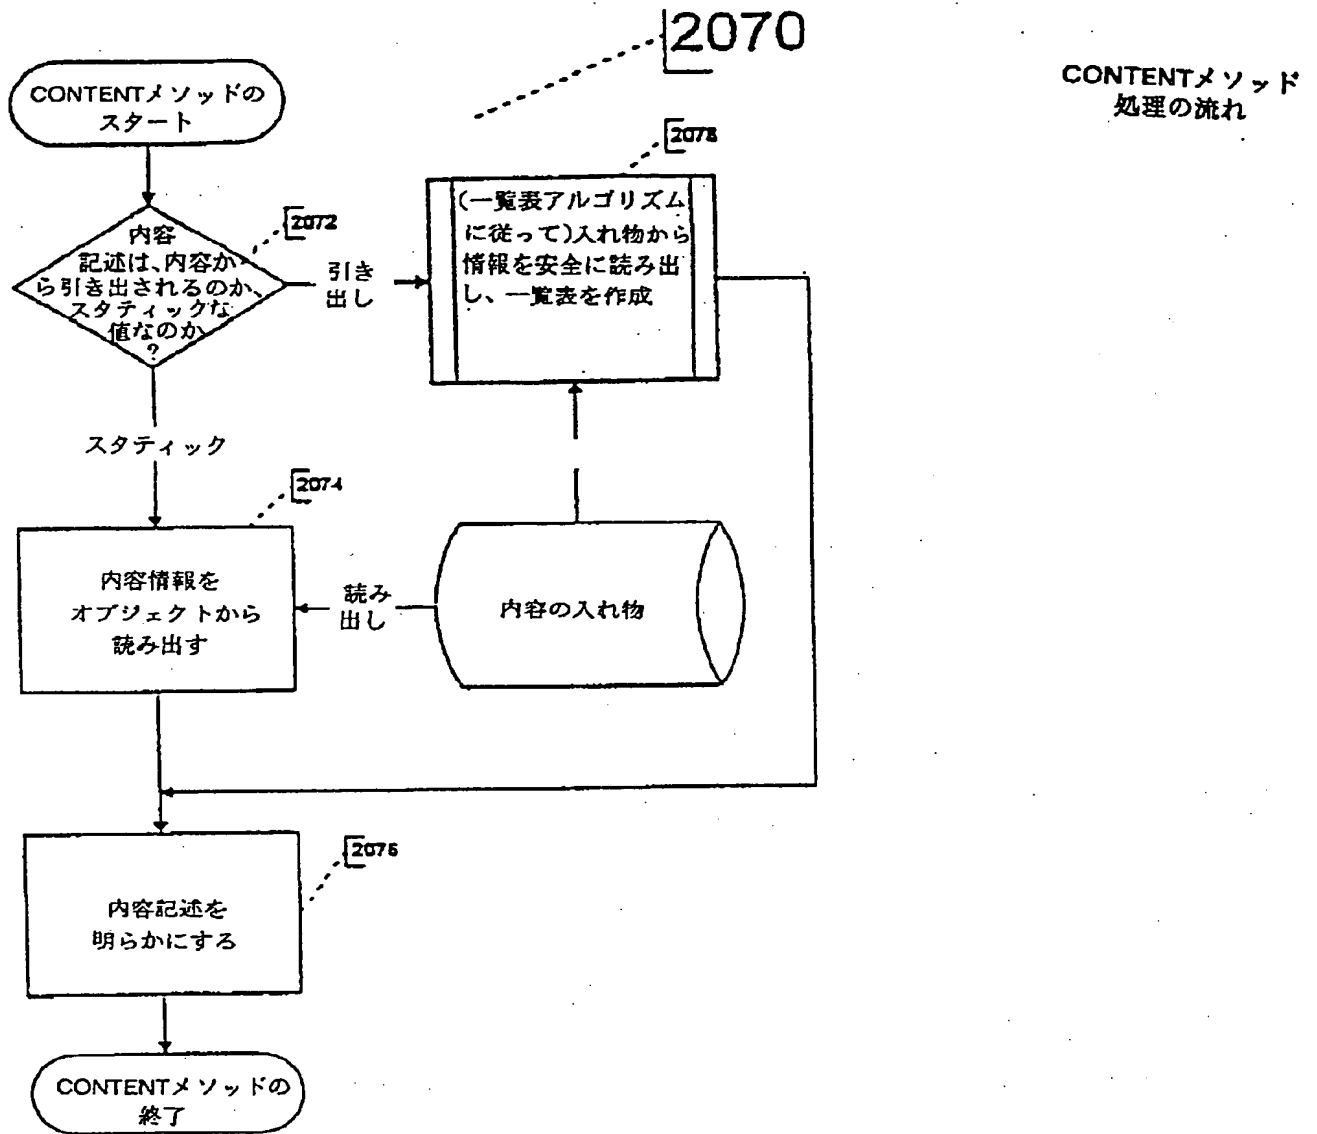 2070
CONTENTメソッド
処理の流れ
CONTENTメソッドの
スタート
2078
2072
内容
記述は、内容か
ら引き出されるのか、
スタティックな
値なのか
?
引き
出し
(一覧表アルゴリズム
に従って)入れ物から
情報を安全に読み出
し、一覧表を作成
スタティック
2074
内容情報を
オブジェクトから
読み出す
読み
出し
内容の入れ物
2076
内容記述を
明らかにする
CONTENTメソッドの
終了